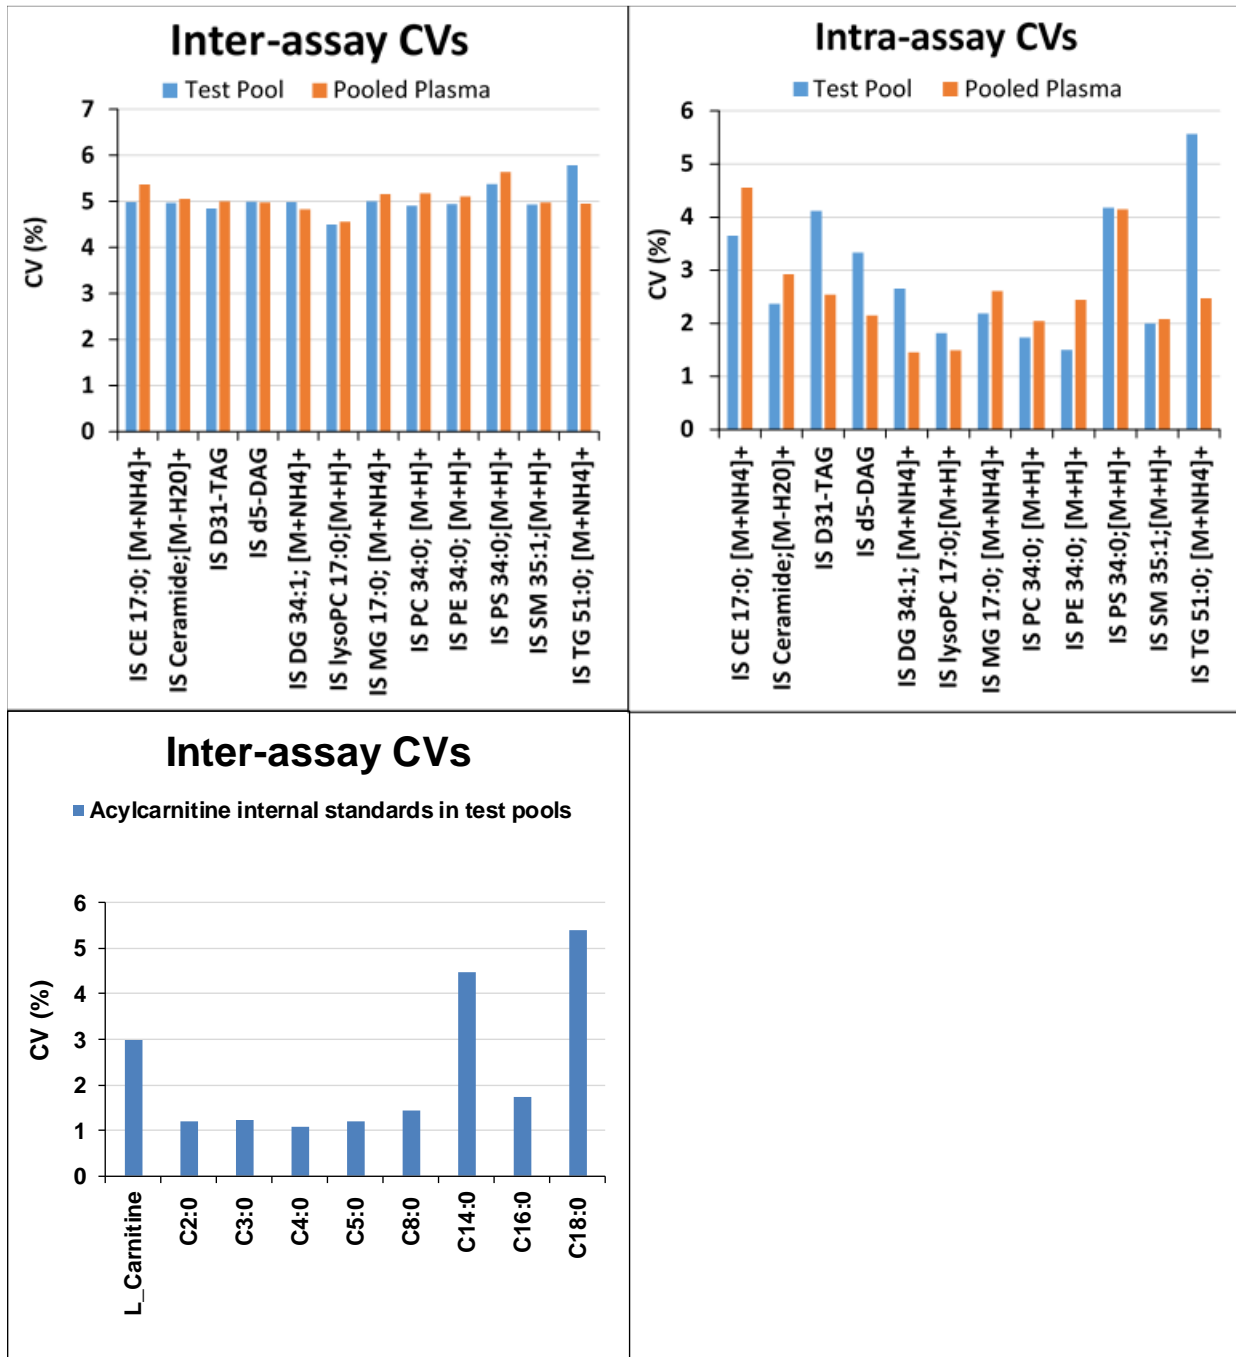 Inter-assay CVs
Test Pool Pooled Plasma
CV (%)
7
6
5
4
3
2
1
0
IS CE 17:0; [M+NH4]+
IS Ceramide;[M-H20]+
IS D31-TAG
IS d5-DAG
IS DG 34:1; [M+NH4]+
IS lysoPC 17:0;[M+H]+
IS MG 17:0; [M+NH4]+
IS PC 34:0; [M+H]+
IS PE 34:0; [M+H]+
IS PS 34:0;[M+H]+
IS SM 35:1;[M+H]+
IS TG 51:0; [M+NH4]+
Intra-assay CVs
Test Pool Pooled Plasma
CV (%)
6
5
4
3
2
1
0
IS CE 17:0; [M+NH4]+
IS Ceramide;[M-H20]+
IS D31-TAG
IS d5-DAG
IS DG 34:1; [M+NH4]+
IS lysoPC 17:0;[M+H]+
IS MG 17:0; [M+NH4]+
IS PC 34:0; [M+H]+
IS PE 34:0; [M+H]+
IS PS 34:0;[M+H]+
IS SM 35:1;[M+H]+
IS TG 51:0; [M+NH4]+
Inter-assay CVs
Acylcarnitine internal standards in test pools
CV (%)
6
5
4
3
2
1
0
L_Carnitine
C2:0
C3:0
C4:0
C5:0
C8:0
C14:0
C16:0
C18:0